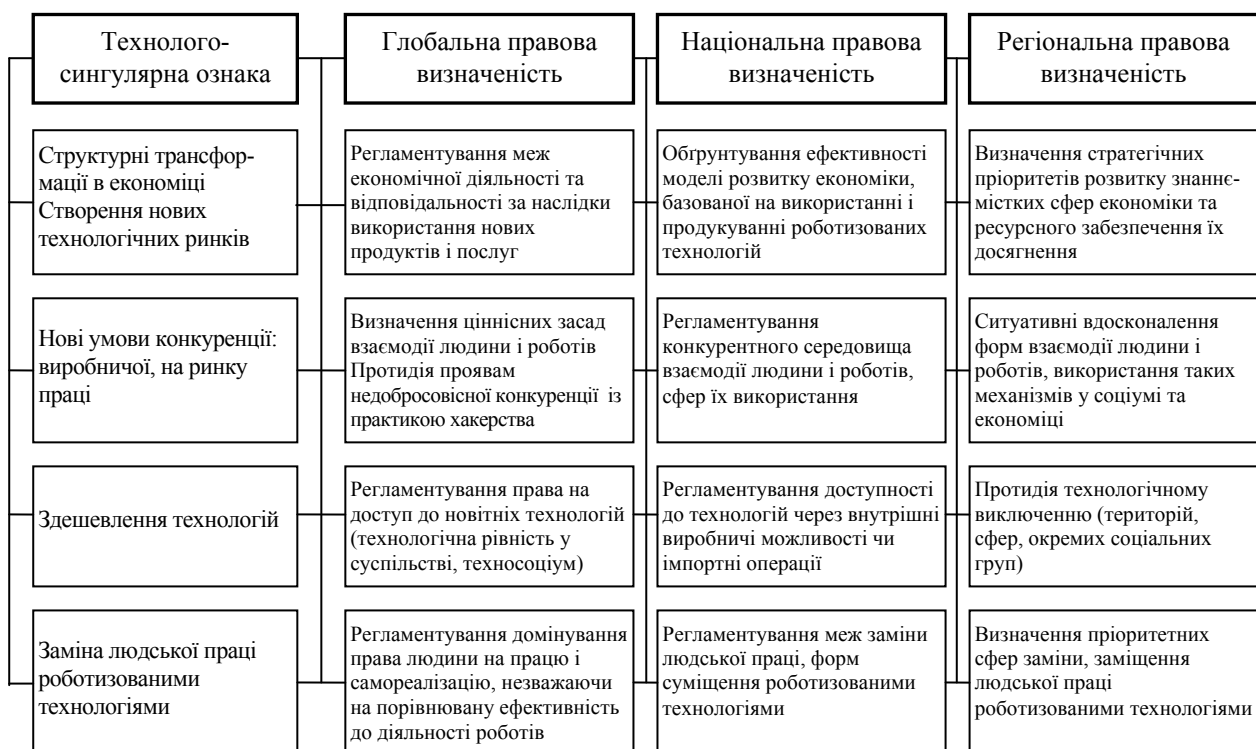 Технолого-
сингулярна ознака
Глобальна правова
визначеність
Національна правова
визначеність
Регіональна правова
визначеність
Структурні трансфор-
мації в економіці
Створення нових
технологічних ринків
Регламентування меж
економічної діяльності та
відповідальності за наслідки
використання нових
продуктів і послуг
Обґрунтування ефективності
моделі розвитку економіки,
базованої на використанні і
продукуванні роботизованих
технологій
Визначення стратегічних
пріоритетів розвитку знаннє-
містких сфер економіки та
ресурсного забезпечення їх
досягнення
Нові умови конкуренції:
виробничої, на ринку
праці
Визначення ціннісних засад
взаємодії людини і роботів
Протидія проявам
недобросовісної конкуренції із
практикою хакерства
Регламентування
конкурентного середовища
взаємодії людини і роботів,
сфер їх використання
Ситуативні вдосконалення
форм взаємодії людини і
роботів, використання таких
механізмів у соціумі та
економіці
Здешевлення технологій
Регламентування права на
доступ до новітніх технологій
(технологічна рівність у
суспільстві, техносоціум)
Регламентування доступності
до технологій через внутрішні
виробничі можливості чи
імпортні операції
Протидія технологічному
виключенню (територій,
сфер, окремих соціальних
груп)
Заміна людської праці
роботизованими
технологіями
Регламентування домінування
права людини на працю і
самореалізацію, незважаючи
на порівнювану ефективність
до діяльності роботів
Регламентування меж заміни
людської праці, форм
суміщення роботизованими
технологіями
Визначення пріоритетних
сфер заміни, заміщення
людської праці
роботизованими технологіями